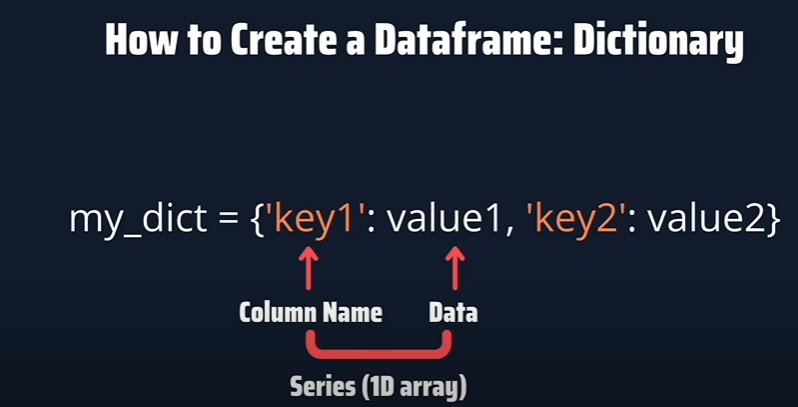 How to Create a Dataframe: Dictionary
my_dict = {'key1': value1, 'key2': value2}
Column Name Data
Series (1D array)